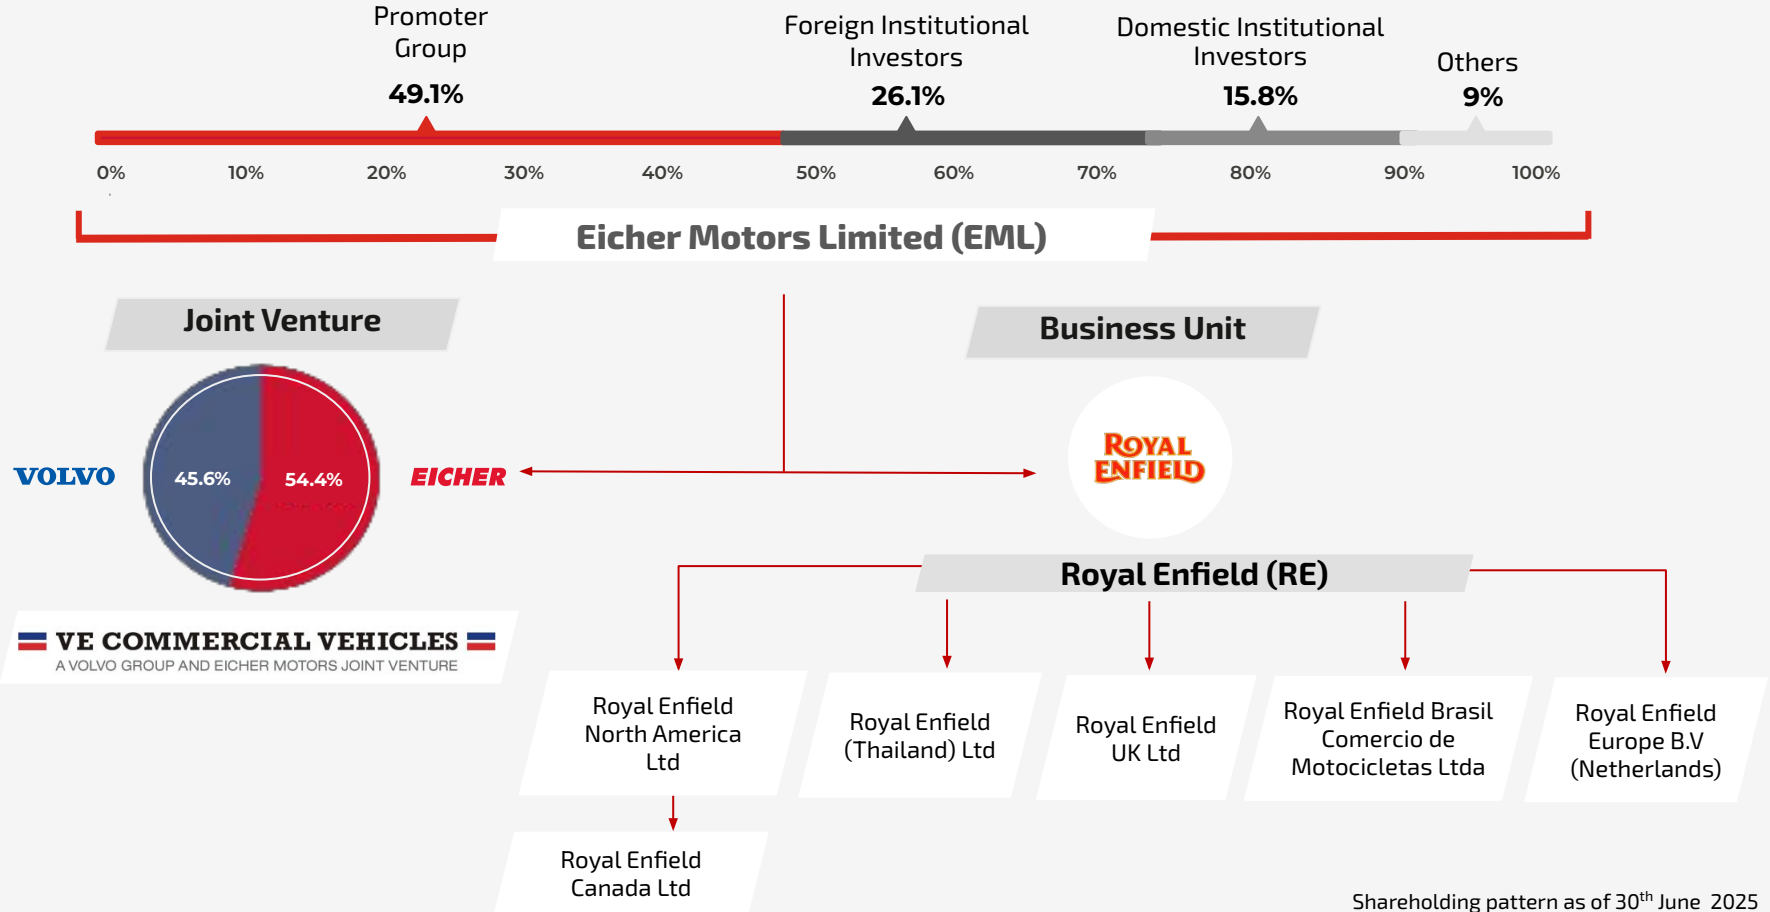 Promoter
Group
49.1%
Foreign Institutional
Investors
26.1%
Domestic Institutional
Investors
15.8%
Others
9%
0% 10% 20% 30% 40% 50% 60% 70% 80% 90% 100%
Eicher Motors Limited (EML)
Joint Venture
Business Unit
VOLVO
45.6%
54.4%
EICHER
ROYAL
ENFIELD
VE COMMERCIAL VEHICLES
A VOLVO GROUP AND EICHER MOTORS JOINT VENTURE
Royal Enfield (RE)
Royal Enfield
North America
Ltd
Royal Enfield
(Thailand) Ltd
Royal Enfield
UK Ltd
Royal Enfield Brasil
Comercio de
Motocicletas Ltda
Royal Enfield
Europe B.V
(Netherlands)
Royal Enfield
Canada Ltd
Shareholding pattern as of 30th June 2025